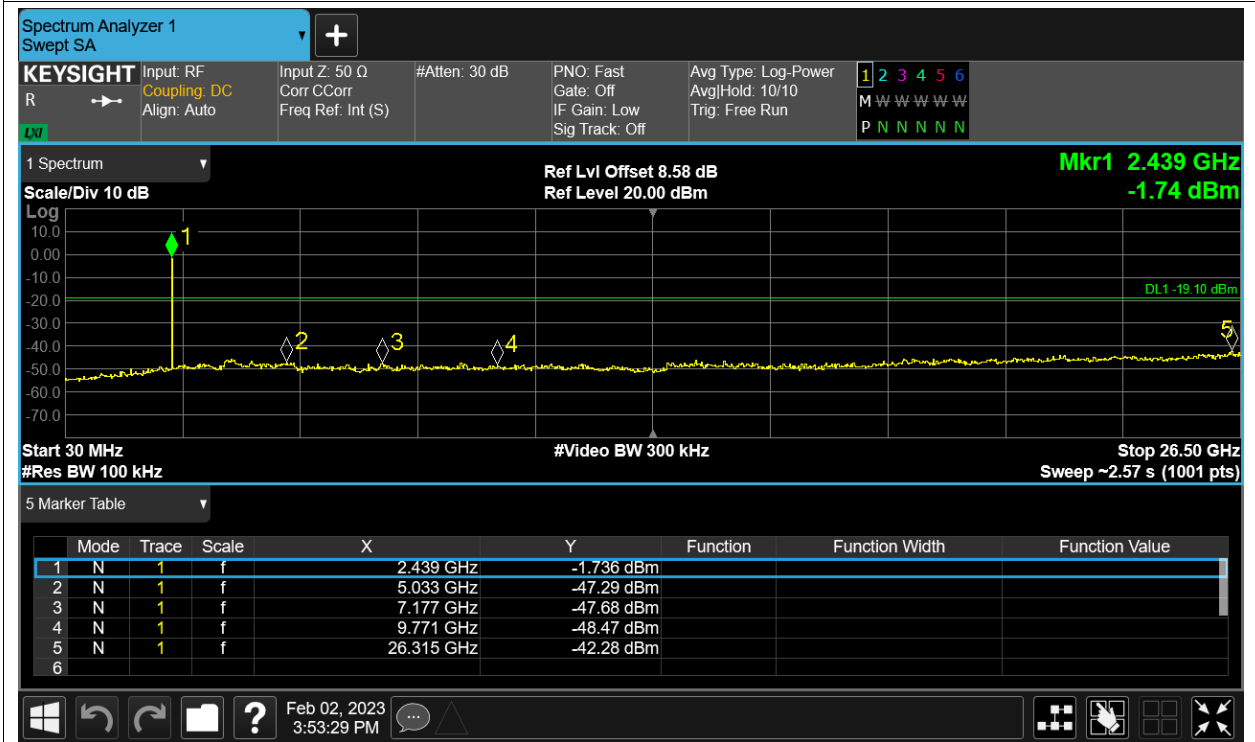 Spectrum Analyzer 1
Swept SA
+
KEYSIGHT
R
LXI
Input: RF
Coupling: DC
Align: Auto
Input Z: 50 Ω
Corr CCorr
Freq Ref: Int (S)
#Atten: 30 dB
PNO: Fast
Gate: Off
IF Gain: Low
Sig Track: Off
Avg Type: Log-Power
Avg|Hold: 10/10
Trig: Free Run
1 2 3 4 5 6
M W W W W W
P N N N N N
1 Spectrum
Scale/Div 10 dB
Ref Lvl Offset 8.58 dB
Ref Level 20.00 dBm
Mkr1 2.439 GHz
-1.74 dBm
Log
10.0
0.00
-10.0
-20.0
-30.0
-40.0
-50.0
-60.0
-70.0
1
2
3
4
5
DL1 -19.10 dBm
Start 30 MHz
#Video BW 300 kHz
Stop 26.50 GHz
#Res BW 100 kHz
Sweep ~2.57 s (1001 pts)
5 Marker Table
Mode Trace Scale X Y Function Function Width Function Value
1 N 1 f 2.439 GHz -1.736 dBm
2 N 1 f 5.033 GHz -47.29 dBm
3 N 1 f 7.177 GHz -47.68 dBm
4 N 1 f 9.771 GHz -48.47 dBm
5 N 1 f 26.315 GHz -42.28 dBm
6
?
Feb 02, 2023
3:53:29 PM